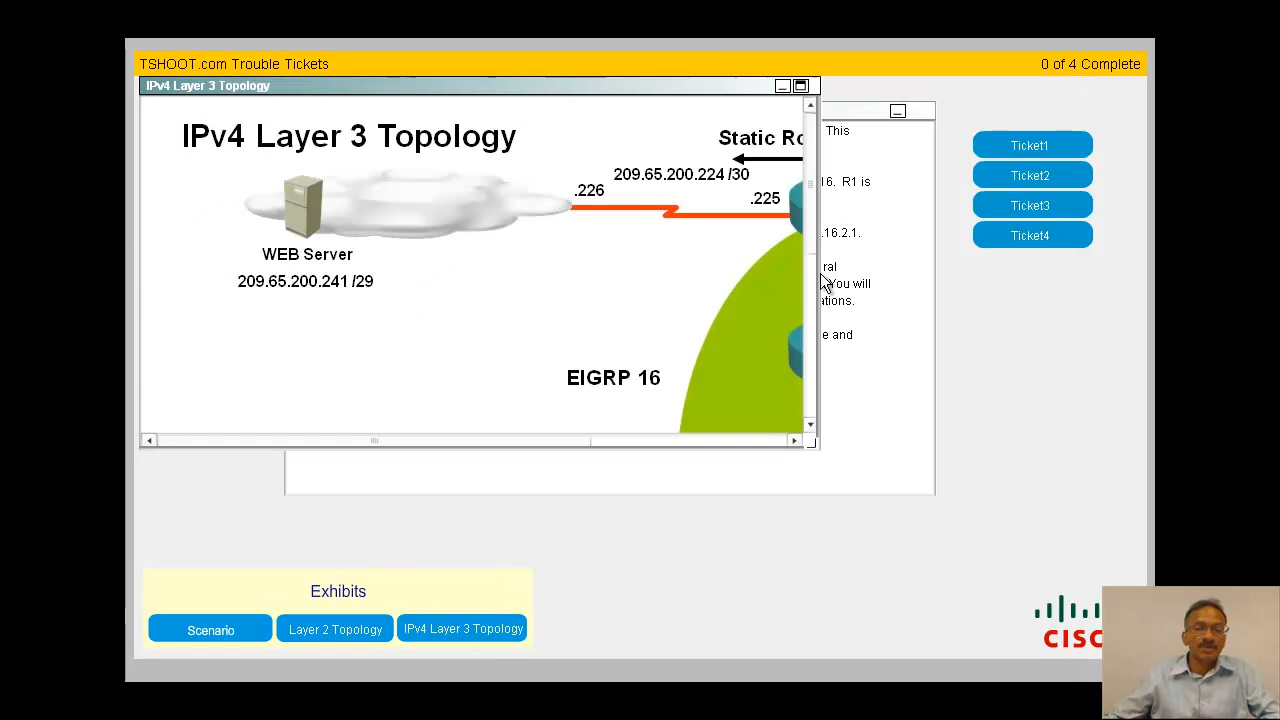 TSHOOT.com Trouble Tickets
0 of 4 Complete
IPv4 Layer 3 Topology
IPv4 Layer 3 Topology
Static Ro
209.65.200.224 /30
.226
.225
WEB Server
209.65.200.241 /29
EIGRP 16
This
16. R1 is
.16.2.1.
ral
You will
ations.
e and
Ticket1
Ticket2
Ticket3
Ticket4
Exhibits
Scenario
Layer 2 Topology
IPv4 Layer 3 Topology
CISC